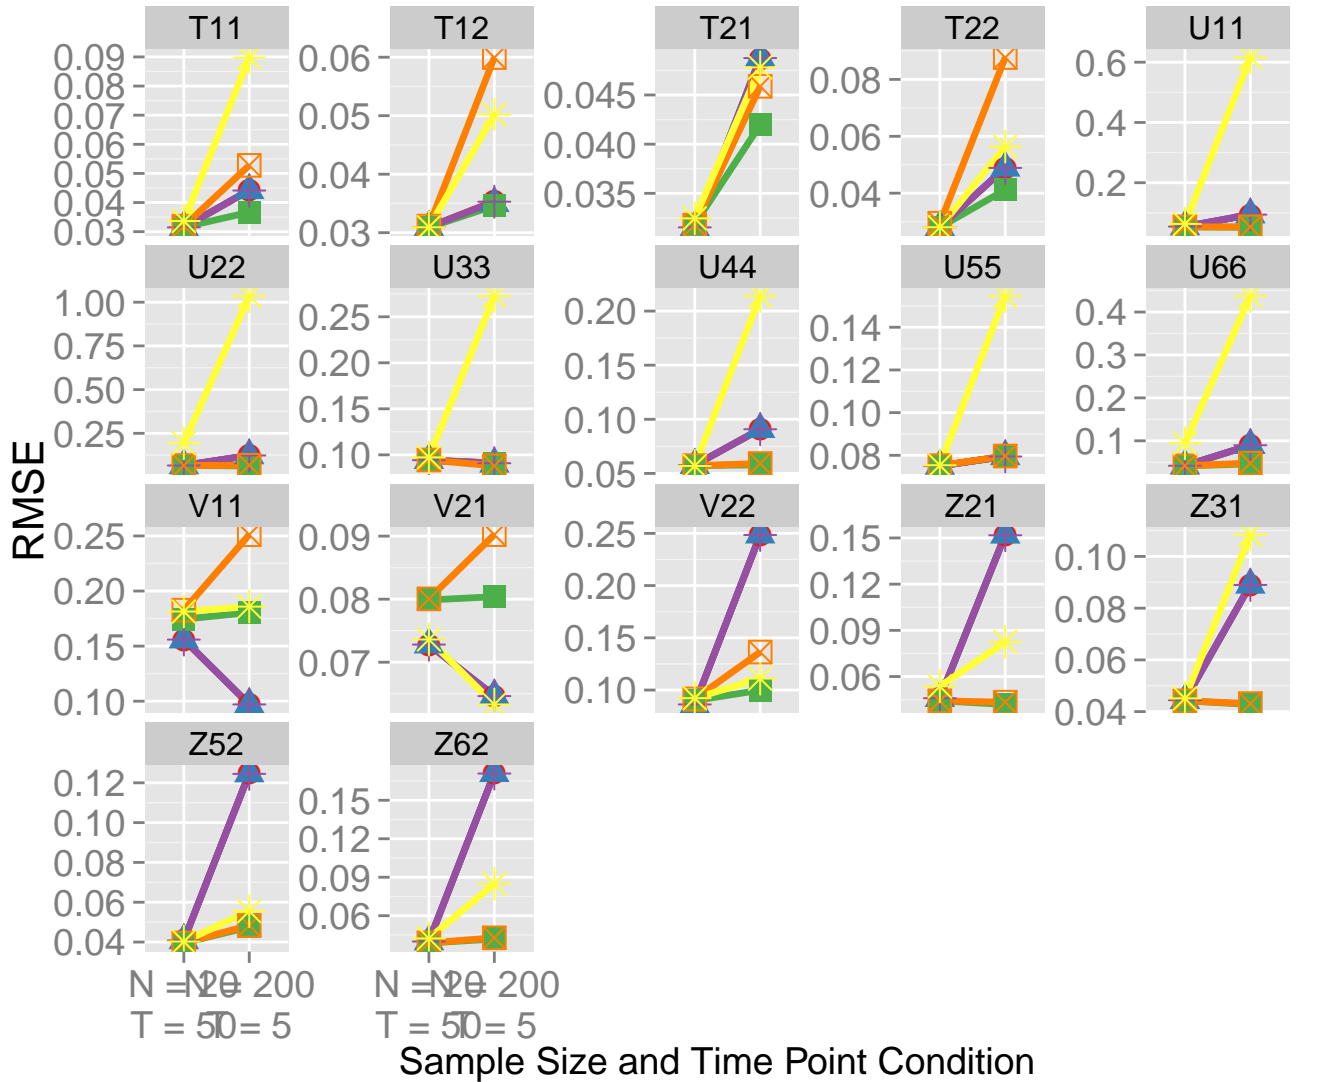 T11 T12 T21 T22 U11
0.09 0.06 0.6
0.08 0.045 0.08
0.07 0.05 0.4
0.06 0.040 0.06
0.05 0.04 0.2
0.04 0.035 0.04
0.03 0.03
U22 U33 U44 U55 U66
1.00 0.25 0.20 0.14 0.4
0.75 0.20 0.15 0.12 0.3
0.50 0.15 0.10 0.10 0.2
0.25 0.10 0.05 0.08 0.1
RMSE
V11 V21 V22 Z21 Z31
0.25 0.09 0.25 0.15 0.10
0.20 0.08 0.20 0.12 0.08
0.15 0.07 0.15 0.09 0.06
0.10 0.10 0.06 0.04
Z52 Z62
0.12 0.15
0.10 0.12
0.08 0.09
0.06 0.06
0.04
N = 20 N = 200 N = 20 N = 200
T = 50 T = 5 T = 50 T = 5
Sample Size and Time Point Condition